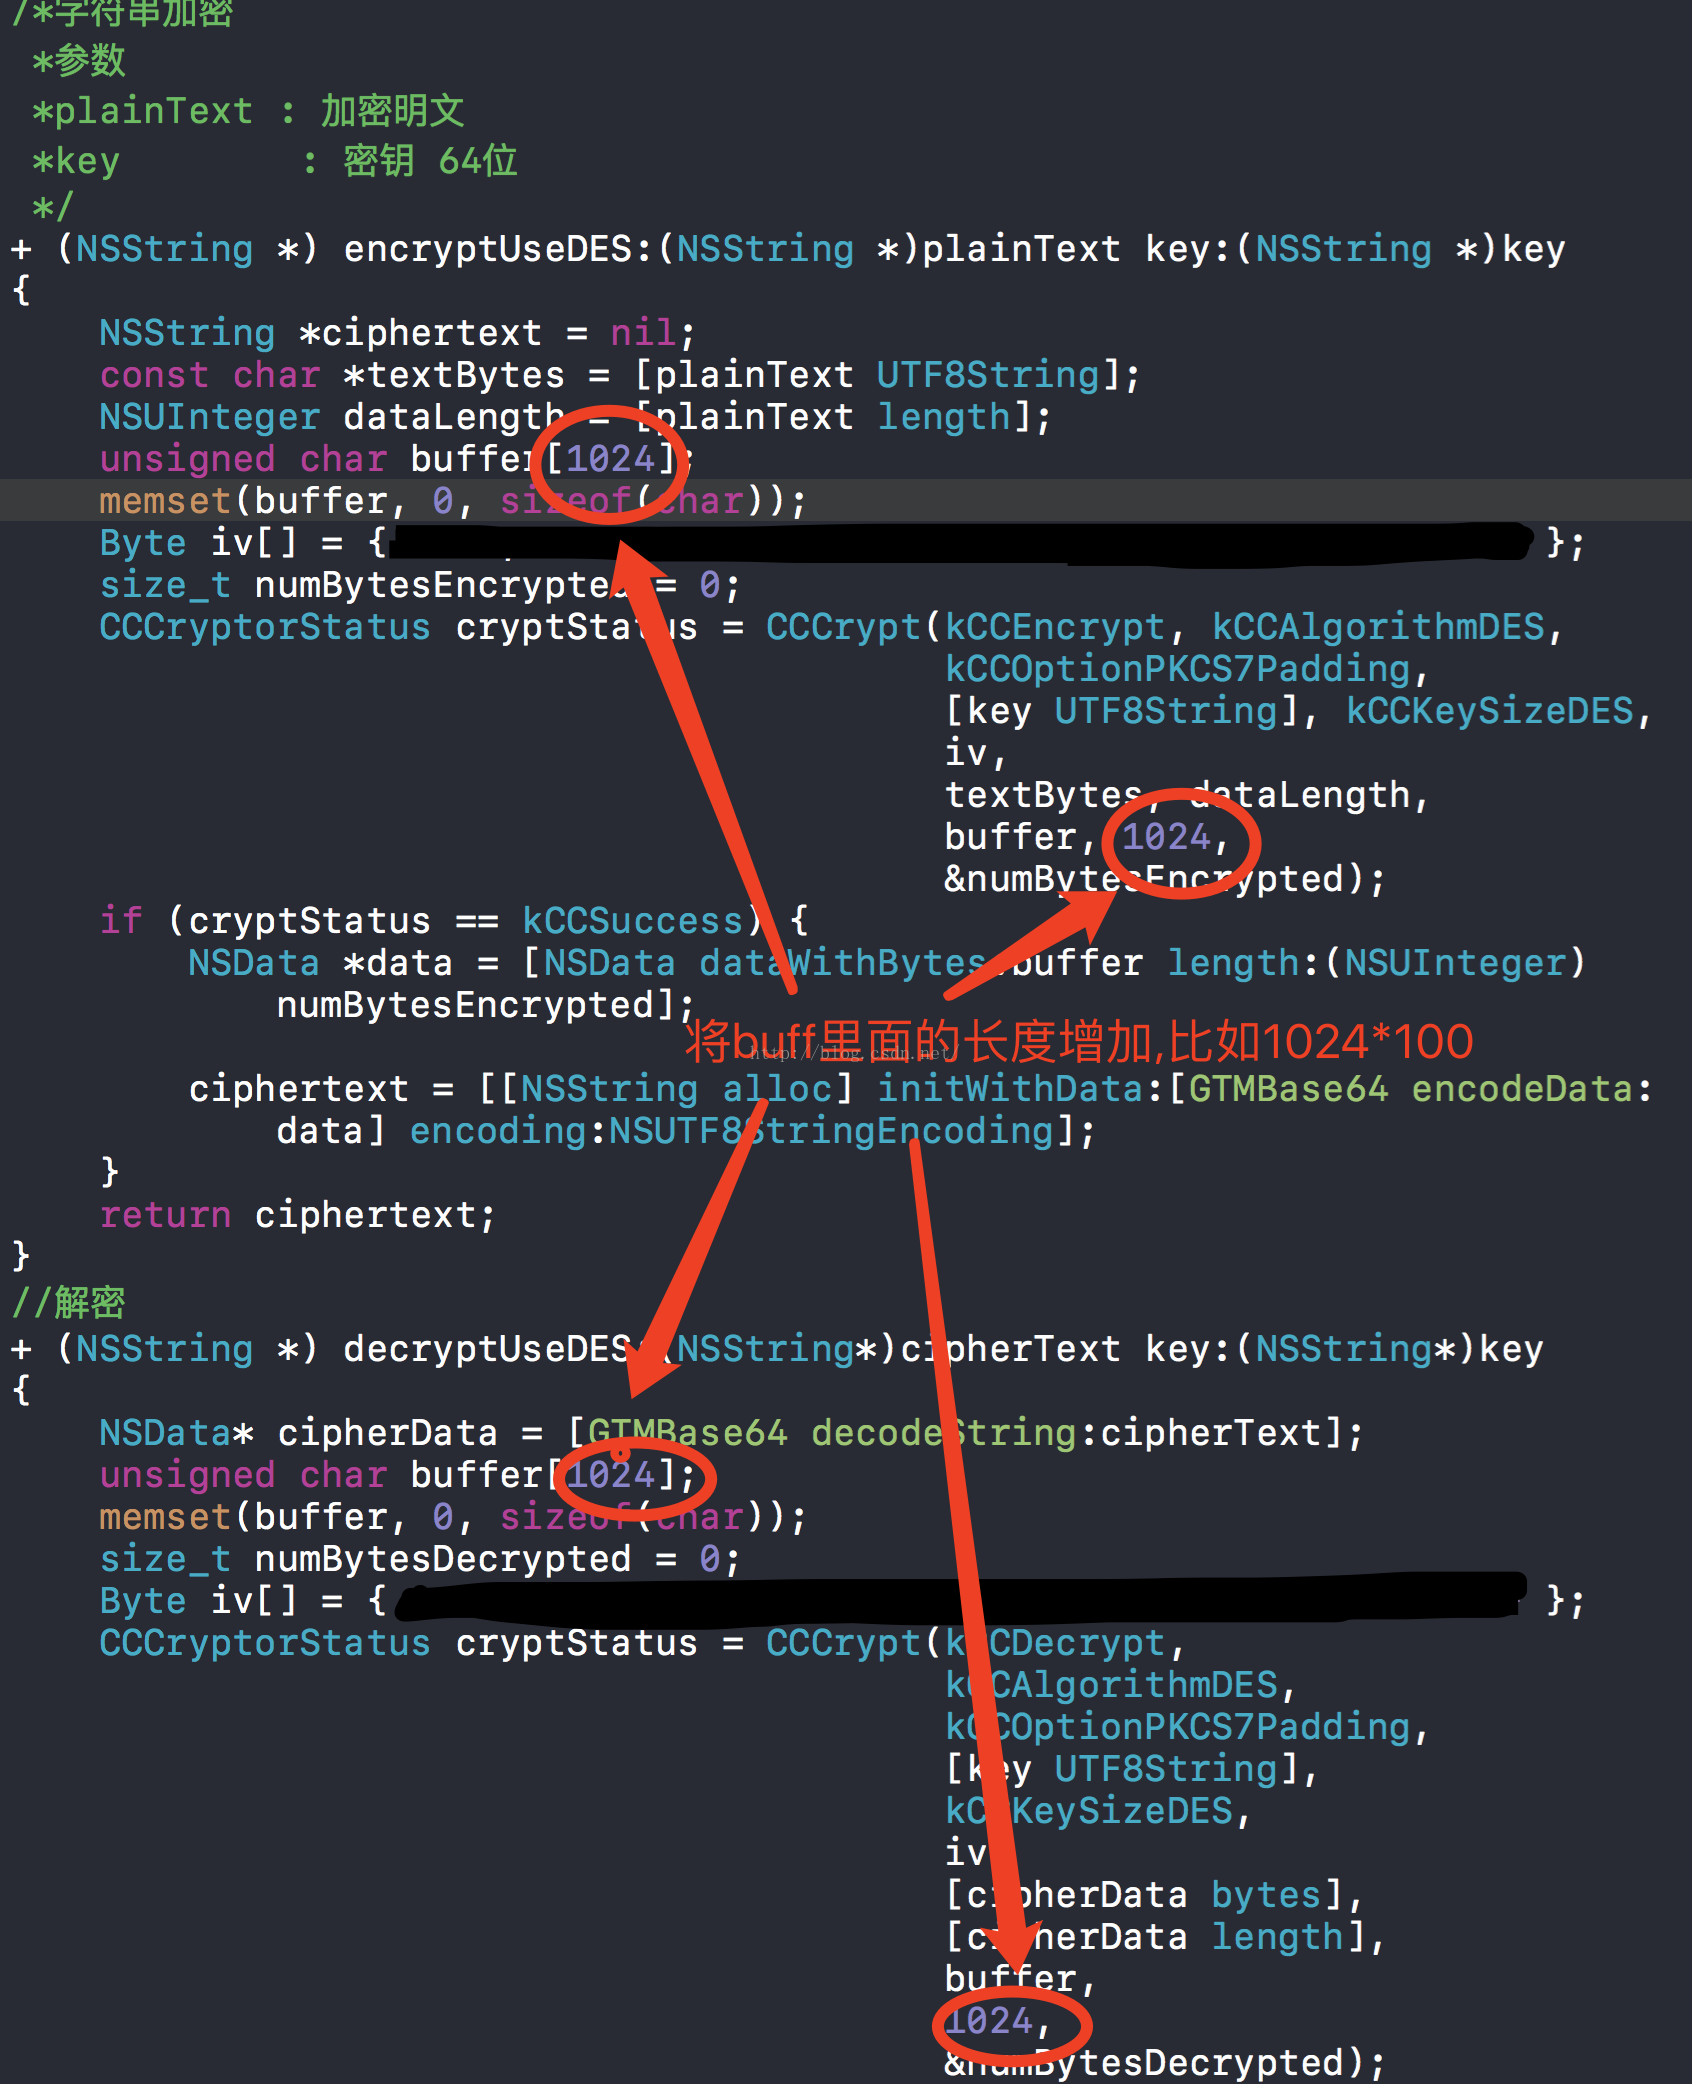 /*字符串加密
*参数
*plainText : 加密明文
*key : 密钥 64位
*/
+ (NSString *) encryptUseDES:(NSString *)plainText key:(NSString *)key
{
NSString *ciphertext = nil;
const char *textBytes = [plainText UTF8String];
NSUInteger dataLength = [plainText length];
unsigned char buffer[1024];
memset(buffer, 0, sizeof(char));
Byte iv[] = { };
size_t numBytesEncrypted = 0;
CCCryptorStatus cryptStatus = CCCrypt(kCCEncrypt, kCCAlgorithmDES,
kCCOptionPKCS7Padding,
[key UTF8String], kCCKeySizeDES,
iv,
textBytes, dataLength,
buffer, 1024,
&numBytesEncrypted);
if (cryptStatus == kCCSuccess) {
NSData *data = [NSData dataWithBytes:buffer length:(NSUInteger)
numBytesEncrypted];
将buff里面的长度增加,比如1024*100
http://blog.csdn.net/
ciphertext = [[NSString alloc] initWithData:[GTMBase64 encodeData:
data] encoding:NSUTF8StringEncoding];
}
return ciphertext;
}
//解密
+ (NSString *) decryptUseDES:(NSString*)cipherText key:(NSString*)key
{
NSData* cipherData = [GTMBase64 decodeString:cipherText];
unsigned char buffer[1024];
memset(buffer, 0, sizeof(char));
size_t numBytesDecrypted = 0;
Byte iv[] = { };
CCCryptorStatus cryptStatus = CCCrypt(kCCDecrypt,
kCCAlgorithmDES,
kCCOptionPKCS7Padding,
[key UTF8String],
kCCKeySizeDES,
iv
[cipherData bytes],
[cipherData length],
buffer,
1024,
&numBytesDecrypted);